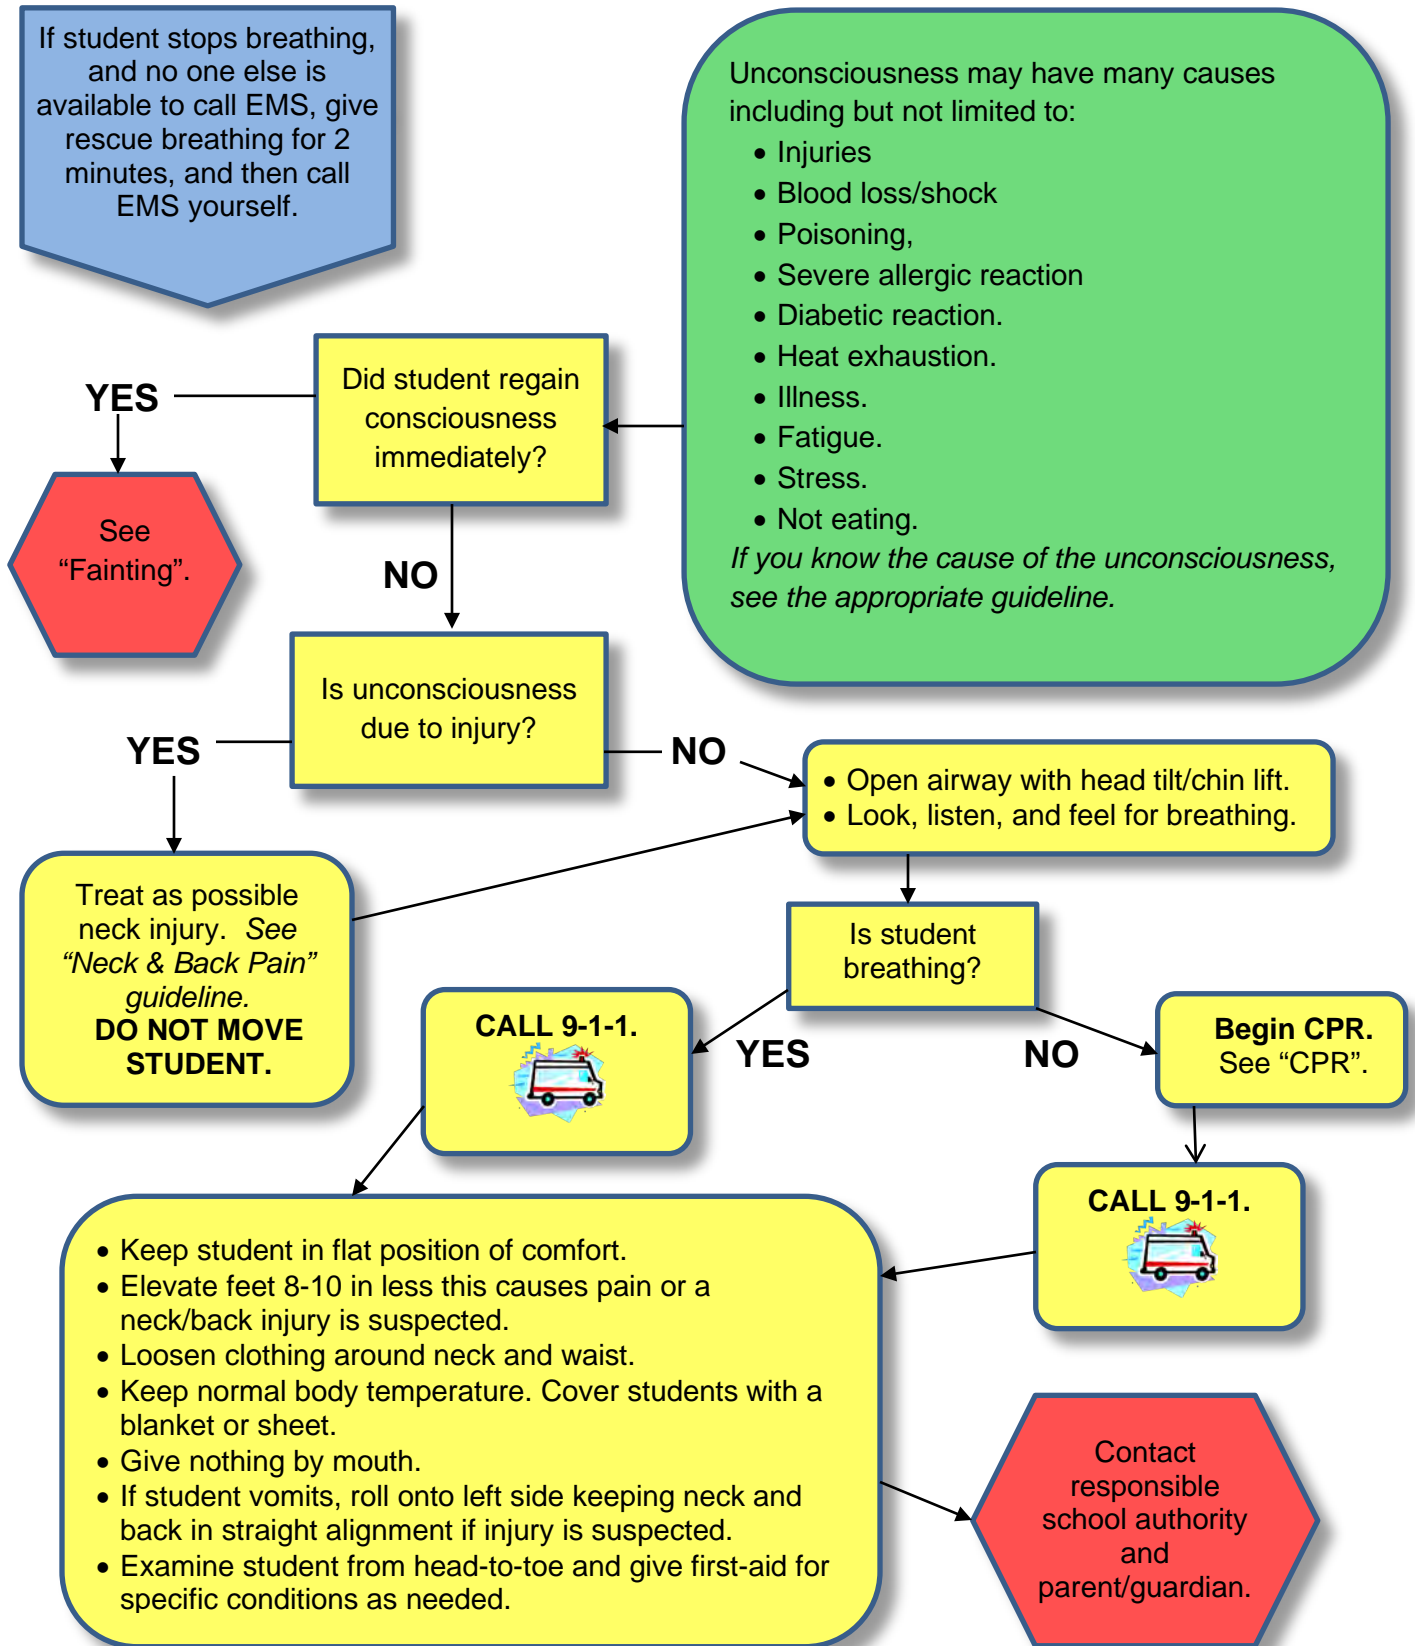 If student stops breathing,
and no one else is
available to call EMS, give
rescue breathing for 2
minutes, and then call
EMS yourself.
Unconsciousness may have many causes
including but not limited to:
• Injuries
• Blood loss/shock
• Poisoning,
• Severe allergic reaction
• Diabetic reaction.
• Heat exhaustion.
• Illness.
• Fatigue.
• Stress.
• Not eating.
If you know the cause of the unconsciousness,
see the appropriate guideline.
Did student regain
consciousness
immediately?
YES
See
“Fainting”.
NO
Is unconsciousness
due to injury?
YES
NO
• Open airway with head tilt/chin lift.
• Look, listen, and feel for breathing.
Treat as possible
neck injury. See
“Neck & Back Pain”
guideline.
DO NOT MOVE
STUDENT.
Is student
breathing?
YES
NO
CALL 9-1-1.
Begin CPR.
See “CPR”.
CALL 9-1-1.
• Keep student in flat position of comfort.
• Elevate feet 8-10 in less this causes pain or a
neck/back injury is suspected.
• Loosen clothing around neck and waist.
• Keep normal body temperature. Cover students with a
blanket or sheet.
• Give nothing by mouth.
• If student vomits, roll onto left side keeping neck and
back in straight alignment if injury is suspected.
• Examine student from head-to-toe and give first-aid for
specific conditions as needed.
Contact
responsible
school authority
and
parent/guardian.